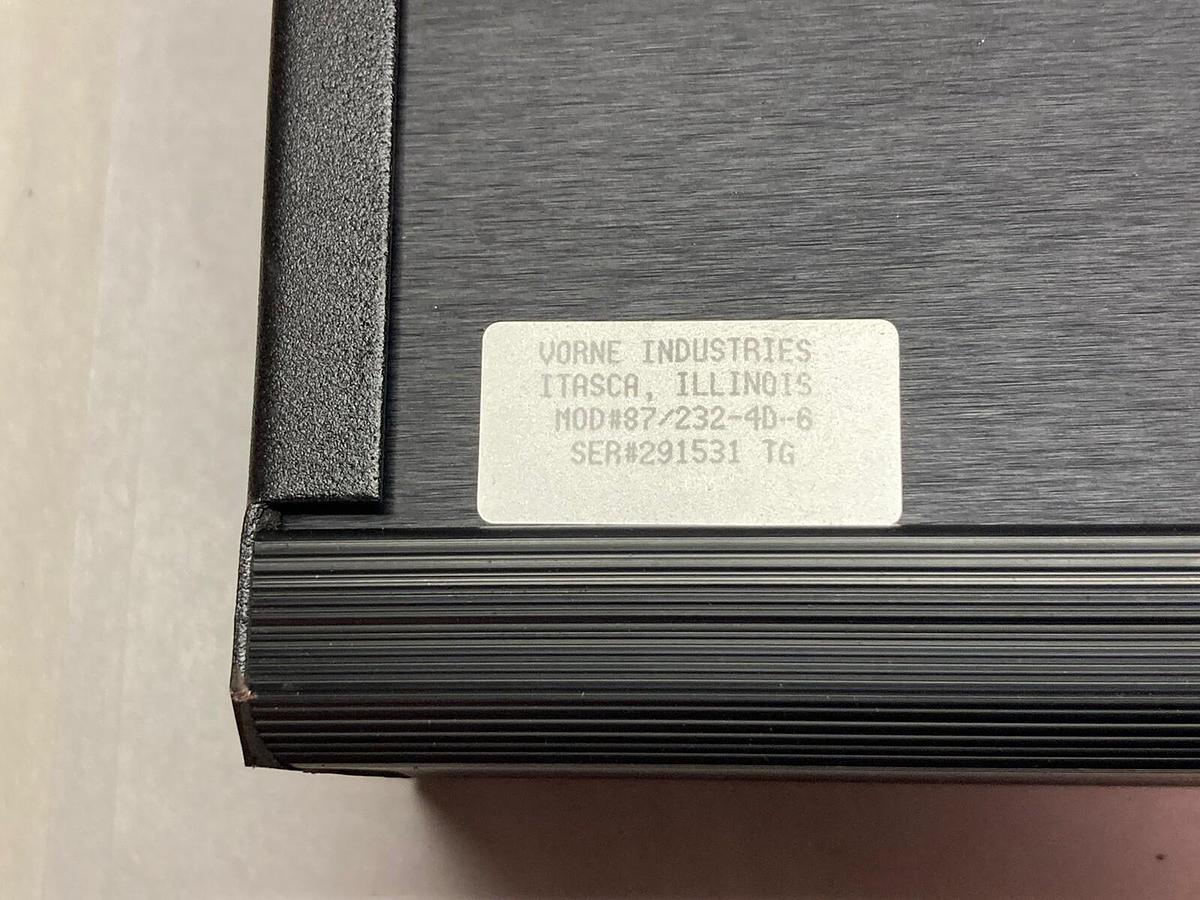 VORNE INDUSTRIES
ITASCA, ILLINOIS
MOD#87/232-4D-6
SER#291531 TG